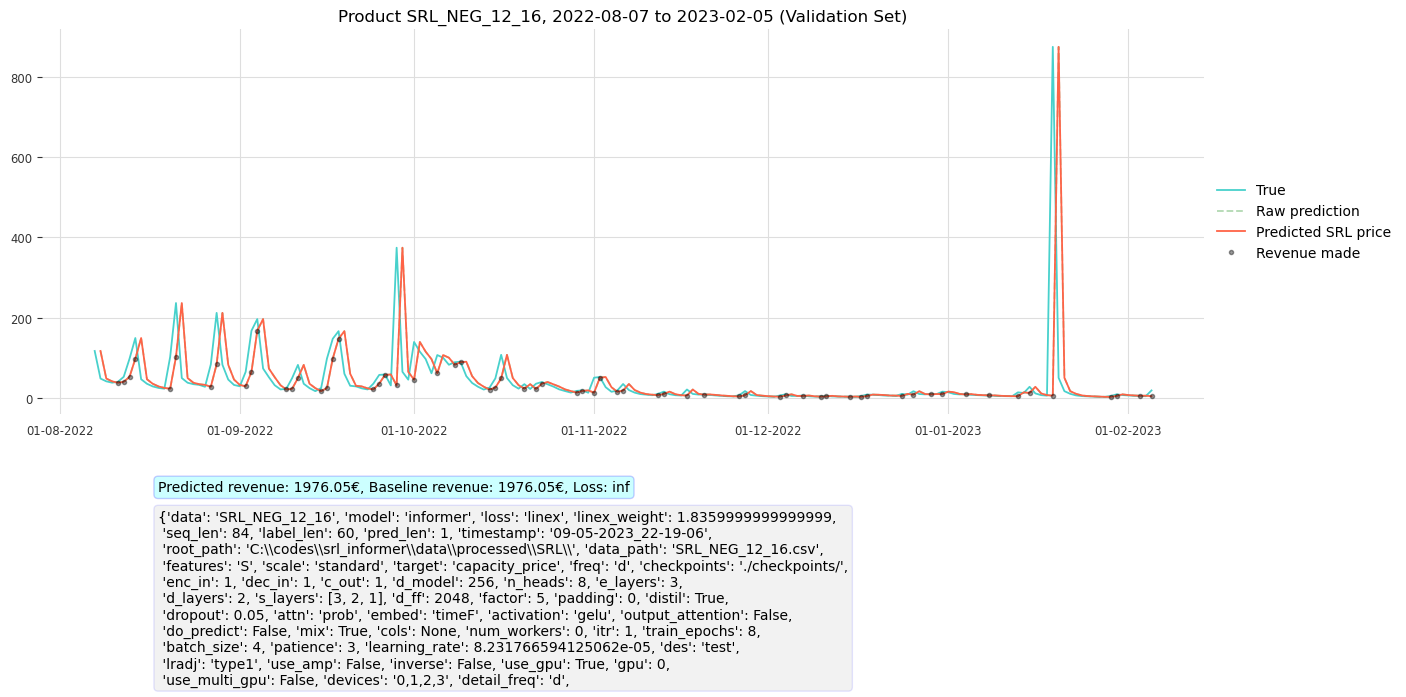 Product SRL_NEG_12_16, 2022-08-07 to 2023-02-05 (Validation Set)
800
600
400
200
0
01-08-2022
01-09-2022
01-10-2022
01-11-2022
01-12-2022
01-01-2023
01-02-2023
True
Raw prediction
Predicted SRL price
Revenue made
Predicted revenue: 1976.05€, Baseline revenue: 1976.05€, Loss: inf
{'data': 'SRL_NEG_12_16', 'model': 'informer', 'loss': 'linex', 'linex_weight': 1.8359999999999999,
'seq_len': 84, 'label_len': 60, 'pred_len': 1, 'timestamp': '09-05-2023_22-19-06',
'root_path': 'C:\\codes\\srl_informer\\data\\processed\\SRL\\', 'data_path': 'SRL_NEG_12_16.csv',
'features': 'S', 'scale': 'standard', 'target': 'capacity_price', 'freq': 'd', 'checkpoints': './checkpoints/',
'enc_in': 1, 'dec_in': 1, 'c_out': 1, 'd_model': 256, 'n_heads': 8, 'e_layers': 3,
'd_layers': 2, 's_layers': [3, 2, 1], 'd_ff': 2048, 'factor': 5, 'padding': 0, 'distil': True,
'dropout': 0.05, 'attn': 'prob', 'embed': 'timeF', 'activation': 'gelu', 'output_attention': False,
'do_predict': False, 'mix': True, 'cols': None, 'num_workers': 0, 'itr': 1, 'train_epochs': 8,
'batch_size': 4, 'patience': 3, 'learning_rate': 8.231766594125062e-05, 'des': 'test',
'lradj': 'type1', 'use_amp': False, 'inverse': False, 'use_gpu': True, 'gpu': 0,
'use_multi_gpu': False, 'devices': '0,1,2,3', 'detail_freq': 'd',